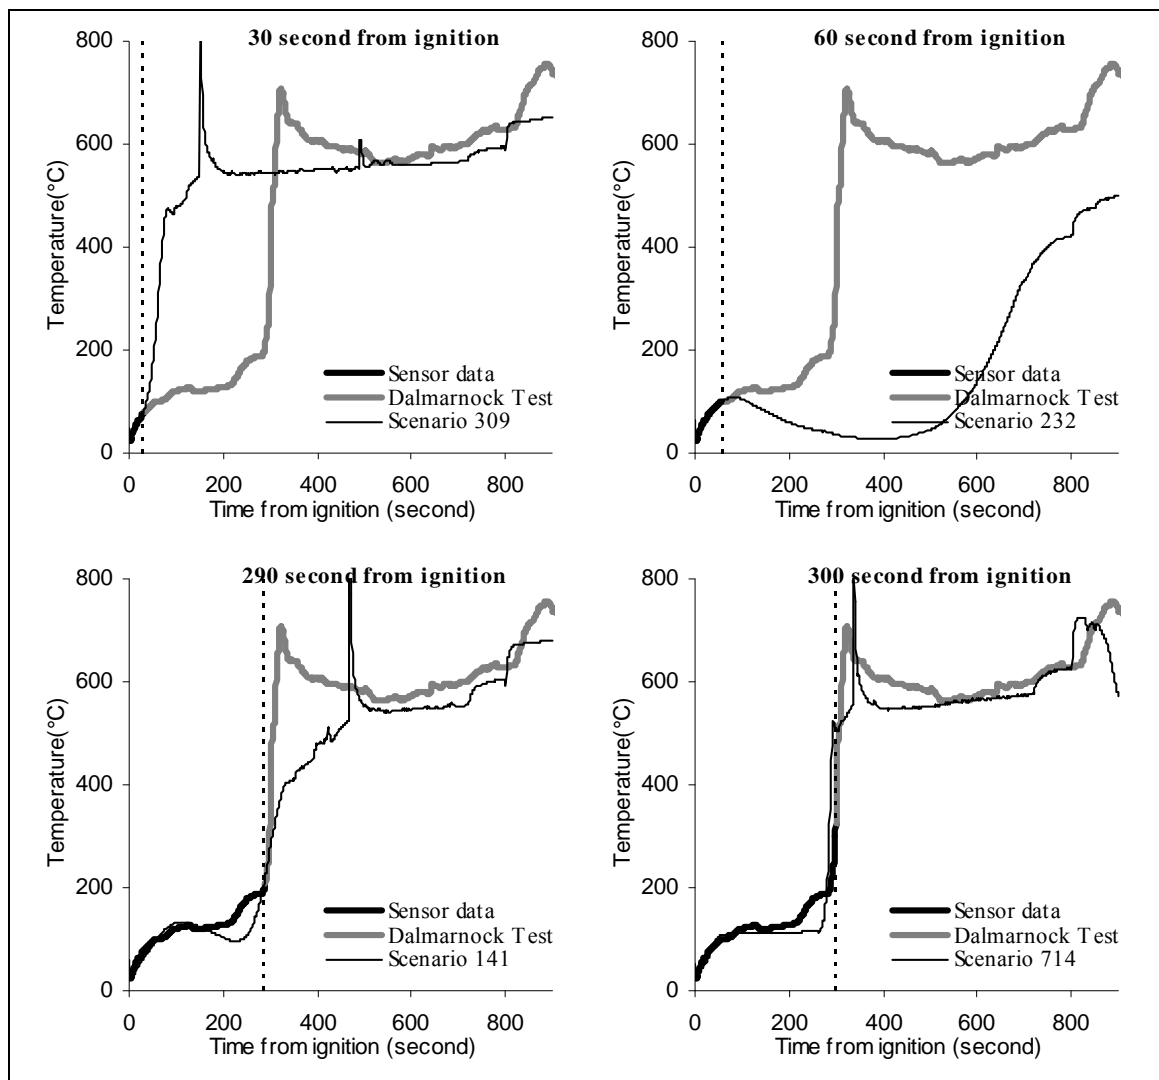 30 second from ignition
800
600
400
200
0
Temperature(°C)
Sensor data
Dalmarnock Test
Scenario 309
0 200 400 600 800
Time from ignition (second)
60 second from ignition
800
600
400
200
0
Temperature(°C)
Sensor data
Dalmarnock Test
Scenario 232
0 200 400 600 800
Time from ignition (second)
290 second from ignition
800
600
400
200
0
Temperature(°C)
Sensor data
Dalmarnock Test
Scenario 141
0 200 400 600 800
Time from ignition (second)
300 second from ignition
800
600
400
200
0
Temperature(°C)
Sensor data
Dalmarnock Test
Scenario 714
0 200 400 600 800
Time from ignition (second)